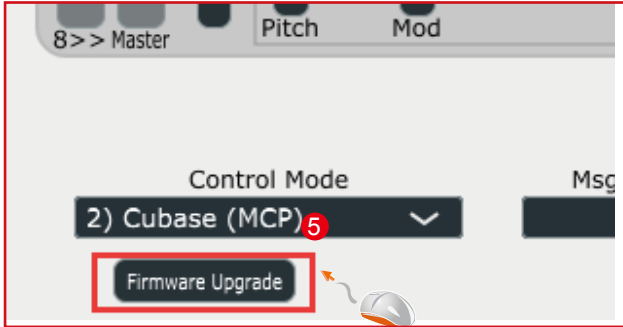 8>> Master
Pitch
Mod
Control Mode
Msg
2) Cubase (MCP)
5
Firmware Upgrade